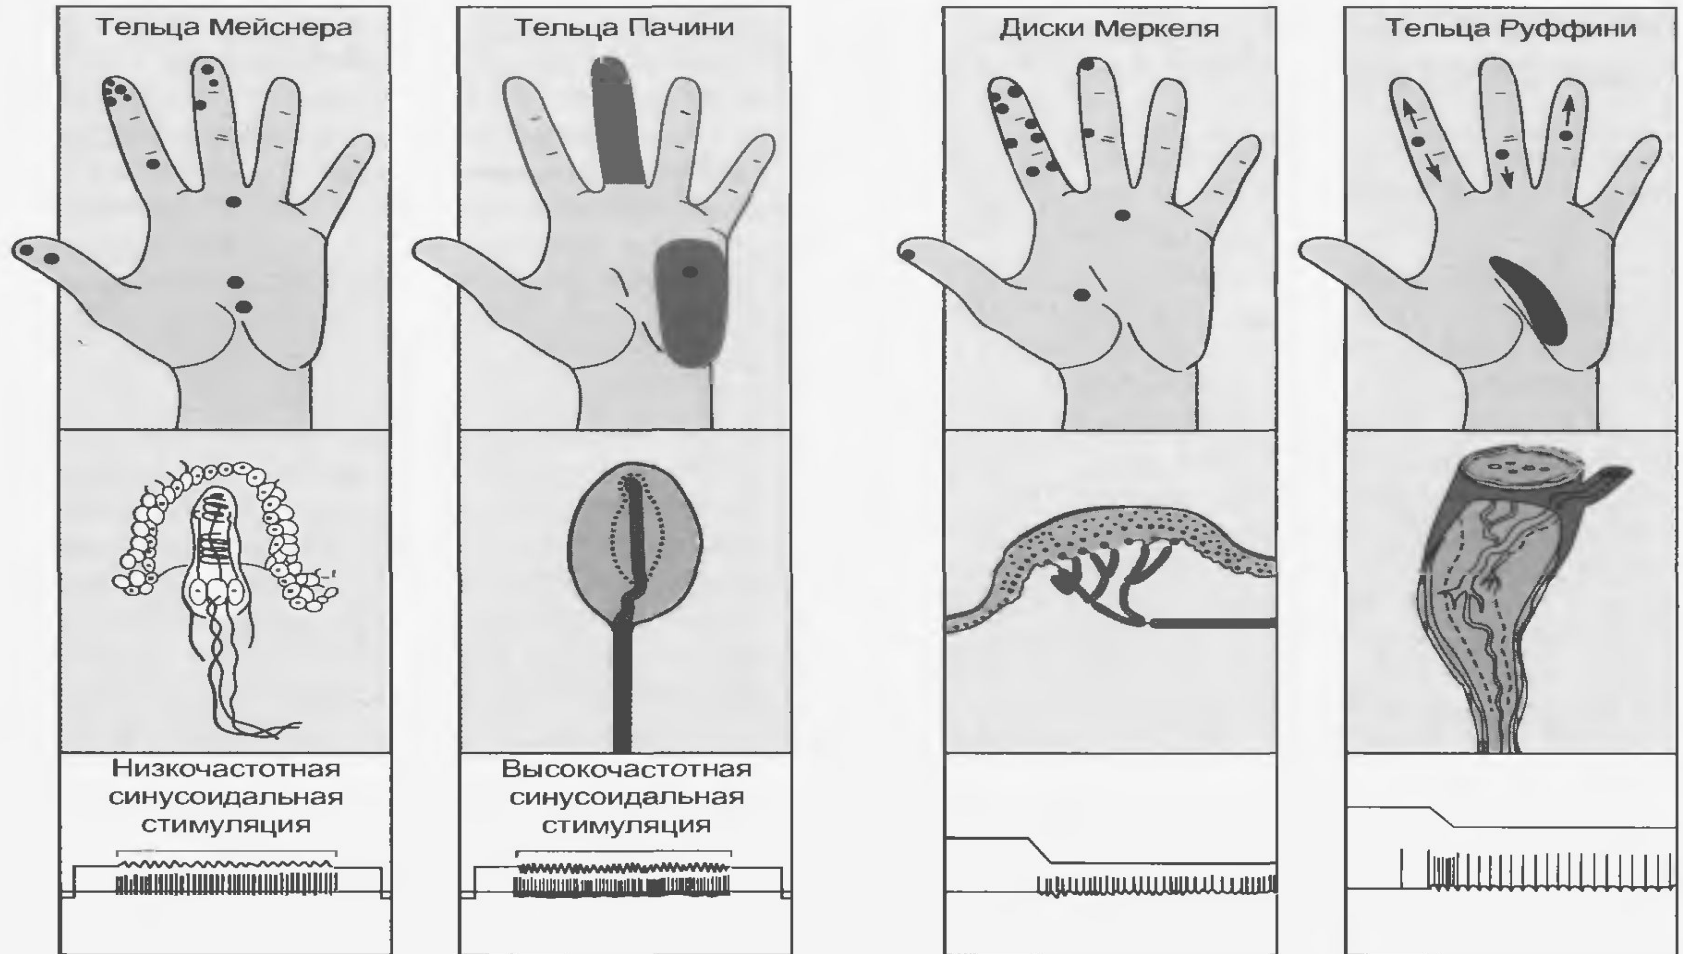 Тельца Мейснера
Тельца Пачини
Диски Меркеля
Тельца Руффини
Низкочастотная
синусоидальная
стимуляция
Высокочастотная
синусоидальная
стимуляция